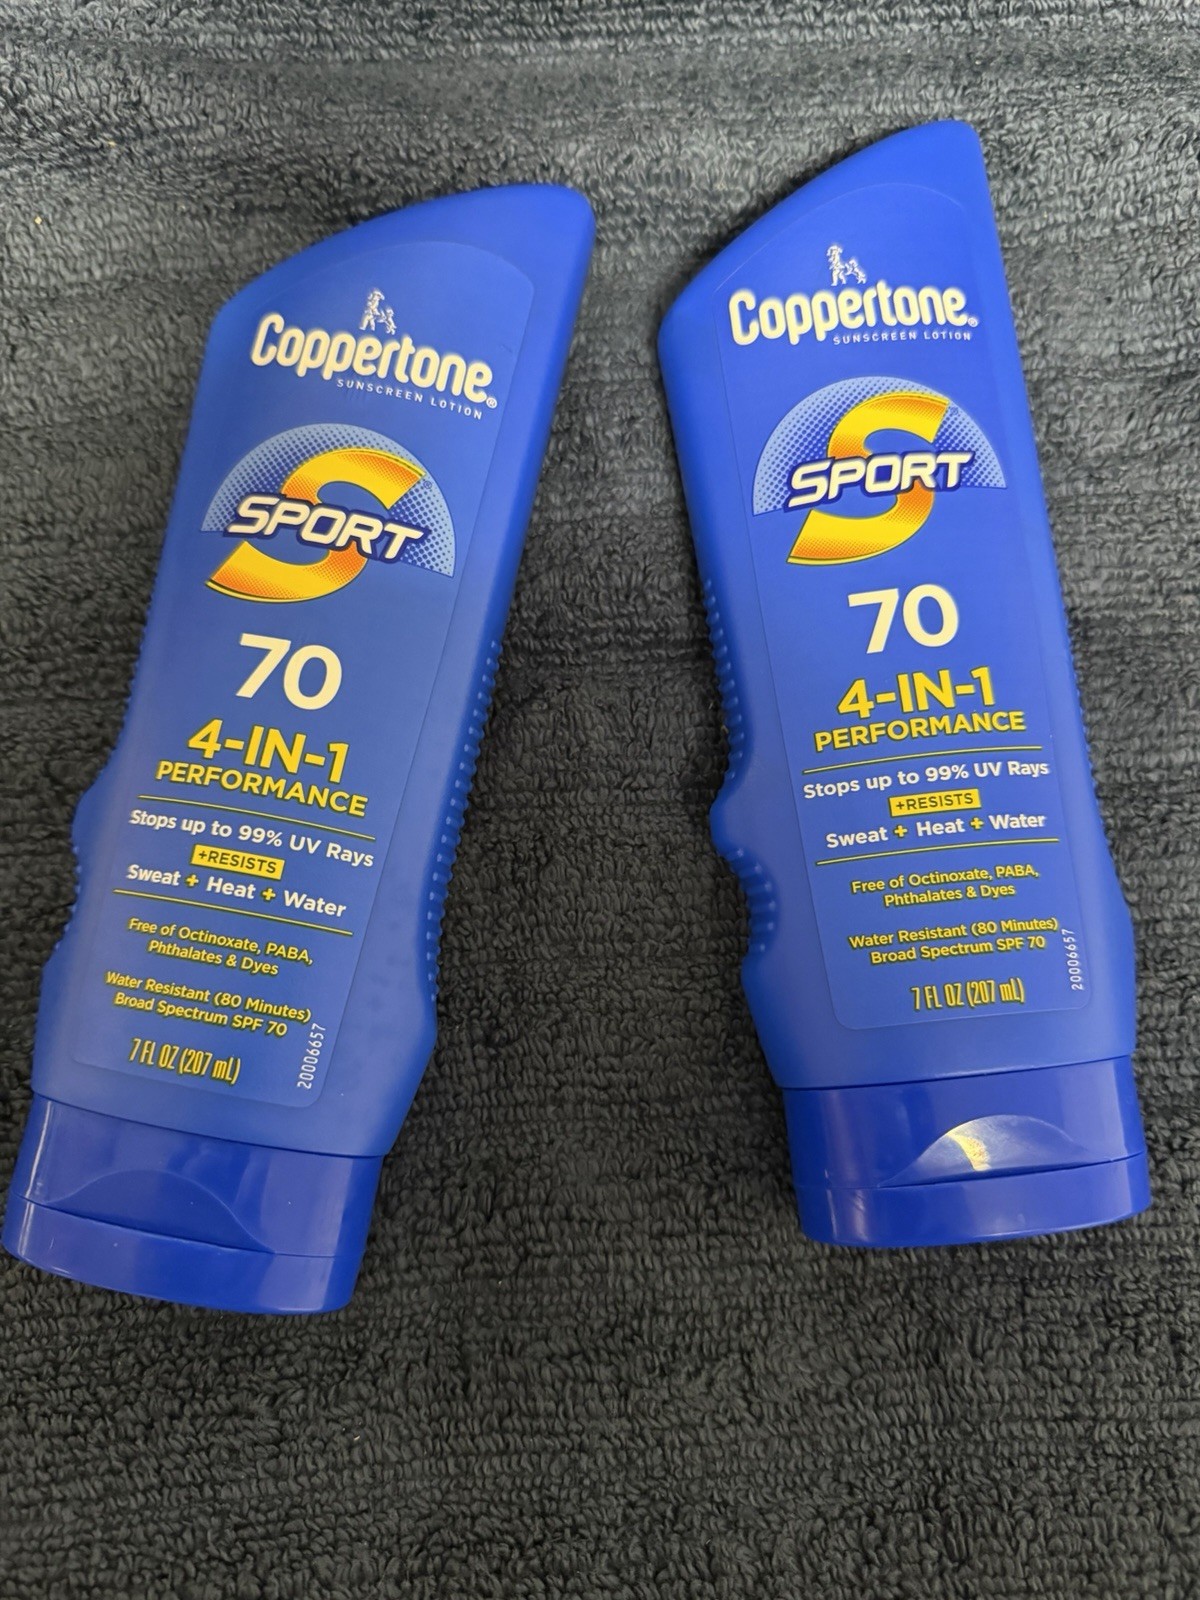 Coppertone®
SUNSCREEN LOTION
SPORT®
70
4-IN-1
PERFORMANCE
Stops up to 99% UV Rays
+RESISTS
Sweat + Heat + Water
Free of Octinoxate, PABA,
Phthalates & Dyes
Water Resistant (80 Minutes)
Broad Spectrum SPF 70
7 FL OZ (207 mL)
20006657
Coppertone®
SUNSCREEN LOTION
SPORT®
70
4-IN-1
PERFORMANCE
Stops up to 99% UV Rays
+RESISTS
Sweat + Heat + Water
Free of Octinoxate, PABA,
Phthalates & Dyes
Water Resistant (80 Minutes)
Broad Spectrum SPF 70
7 FL OZ (207 mL)
20006657